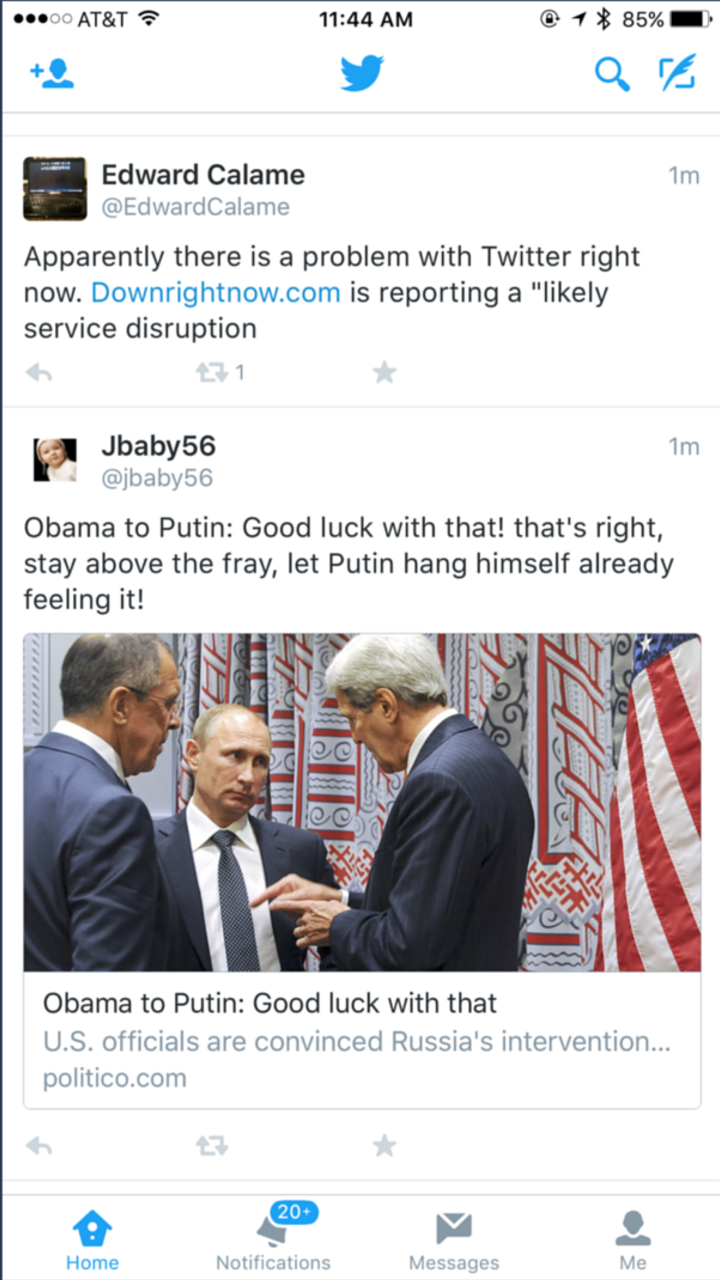 AT&T 11:44 AM 85%
Edward Calame 1m
@EdwardCalame
Apparently there is a problem with Twitter right
now. Downrightnow.com is reporting a "likely
service disruption
1
Jbaby56 1m
@jbaby56
Obama to Putin: Good luck with that! that's right,
stay above the fray, let Putin hang himself already
feeling it!
Obama to Putin: Good luck with that
U.S. officials are convinced Russia's intervention...
politico.com
20+
Home Notifications Messages Me